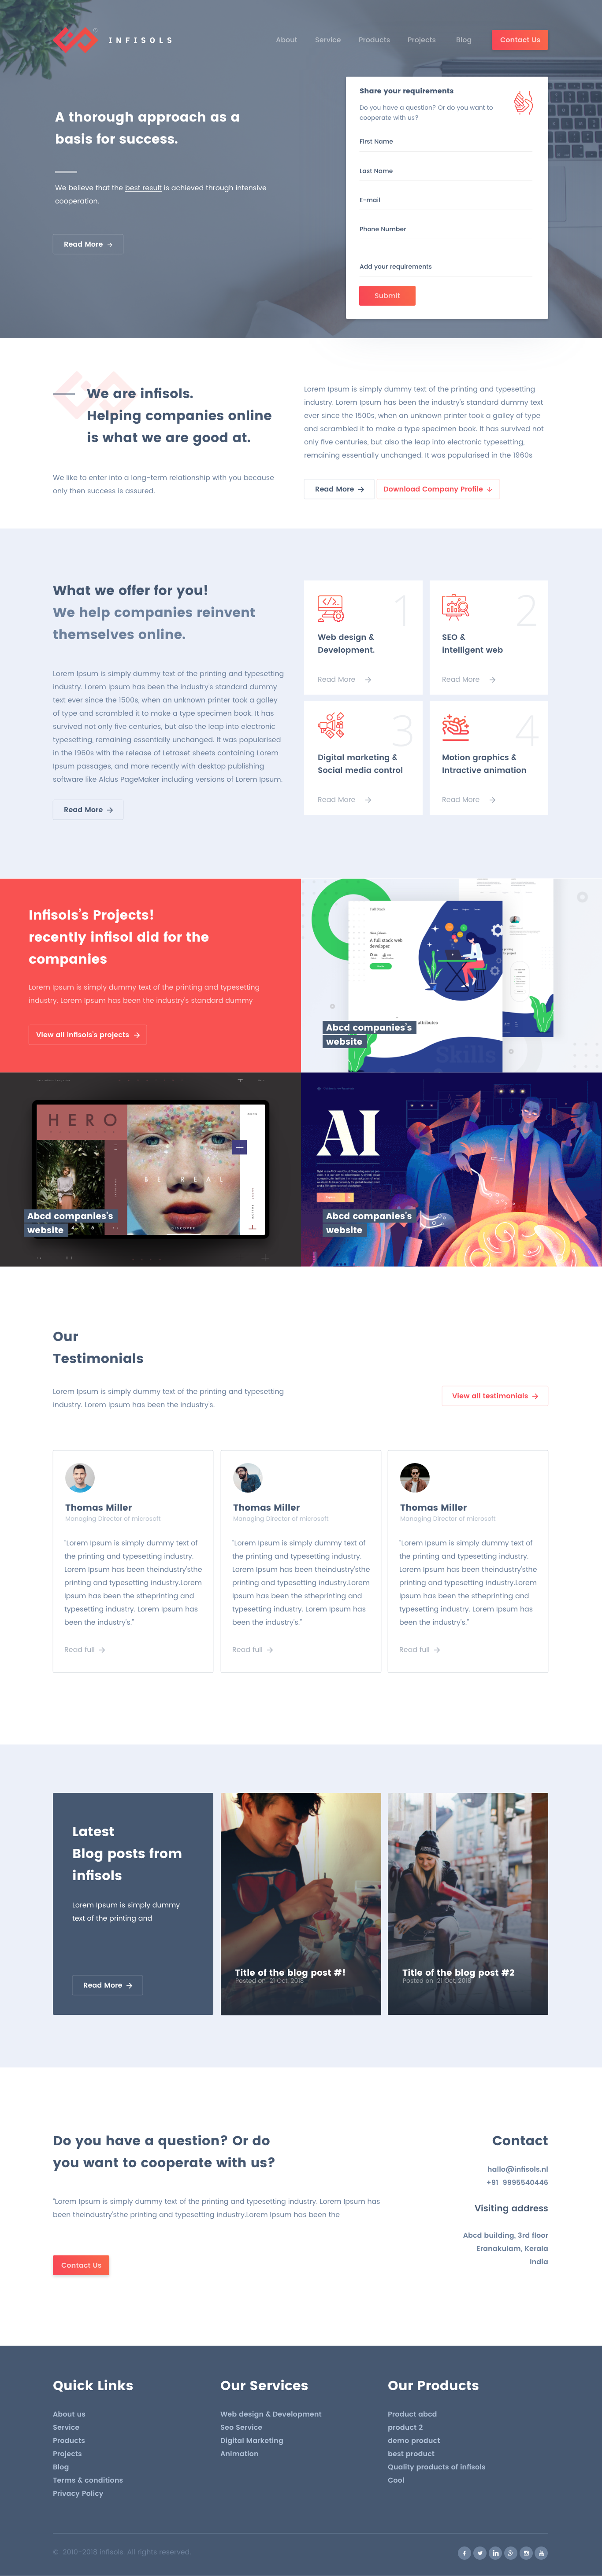 INFISOLS
About Service Products Projects Blog Contact Us
A thorough approach as a
basis for success.
We believe that the best result is achieved through intensive
cooperation.
Read More
Share your requirements
Do you have a question? Or do you want to
cooperate with us?
First Name
Last Name
E-mail
Phone Number
Add your requirements
Submit
We are infisols.
Helping companies online
is what we are good at.
We like to enter into a long-term relationship with you because
only then success is assured.
Lorem Ipsum is simply dummy text of the printing and typesetting
industry. Lorem Ipsum has been the industry's standard dummy text
ever since the 1500s, when an unknown printer took a galley of type
and scrambled it to make a type specimen book. It has survived not
only five centuries, but also the leap into electronic typesetting,
remaining essentially unchanged. It was popularised in the 1960s
Read More
Download Company Profile
What we offer for you!
We help companies reinvent
themselves online.
Lorem Ipsum is simply dummy text of the printing and typesetting
industry. Lorem Ipsum has been the industry's standard dummy
text ever since the 1500s, when an unknown printer took a galley
of type and scrambled it to make a type specimen book. It has
survived not only five centuries, but also the leap into electronic
typesetting, remaining essentially unchanged. It was popularised
in the 1960s with the release of Letraset sheets containing Lorem
Ipsum passages, and more recently with desktop publishing
software like Aldus PageMaker including versions of Lorem Ipsum.
Read More
1
Web design &
Development.
Read More
2
SEO &
intelligent web
Read More
3
Digital marketing &
Social media control
Read More
4
Motion graphics &
Intractive animation
Read More
Infisols's Projects!
recently infisol did for the
companies
Lorem Ipsum is simply dummy text of the printing and typesetting
industry. Lorem Ipsum has been the industry's standard dummy
View all infisols's projects
A full stack web
developer
attributes
Skills
Abcd companies's
website
HERO
DISCOVER
Abcd companies's
website
AI
Abcd companies's
website
Our
Testimonials
Lorem Ipsum is simply dummy text of the printing and typesetting
industry. Lorem Ipsum has been the industry's.
View all testimonials
Thomas Miller
Managing Director of microsoft
"Lorem Ipsum is simply dummy text of
the printing and typesetting industry.
Lorem Ipsum has been theindustry'sthe
printing and typesetting industry.Lorem
Ipsum has been the stheprinting and
typesetting industry. Lorem Ipsum has
been the industry's."
Read full
Thomas Miller
Managing Director of microsoft
"Lorem Ipsum is simply dummy text of
the printing and typesetting industry.
Lorem Ipsum has been theindustry'sthe
printing and typesetting industry.Lorem
Ipsum has been the stheprinting and
typesetting industry. Lorem Ipsum has
been the industry's."
Read full
Thomas Miller
Managing Director of microsoft
"Lorem Ipsum is simply dummy text of
the printing and typesetting industry.
Lorem Ipsum has been theindustry'sthe
printing and typesetting industry.Lorem
Ipsum has been the stheprinting and
typesetting industry. Lorem Ipsum has
been the industry's."
Read full
Latest
Blog posts from
infisols
Lorem Ipsum is simply dummy
text of the printing and
Read More
Title of the blog post #!
Posted on 21 Oct, 2018
Title of the blog post #2
Posted on 21 Oct, 2018
Do you have a question? Or do
you want to cooperate with us?
"Lorem Ipsum is simply dummy text of the printing and typesetting industry. Lorem Ipsum has
been theindustry'sthe printing and typesetting industry.Lorem Ipsum has been the
Contact Us
Contact
hallo@infisols.nl
+91 9995540446
Visiting address
Abcd building, 3rd floor
Eranakulam, Kerala
India
Quick Links
About us
Service
Products
Projects
Blog
Terms & conditions
Privacy Policy
Our Services
Web design & Development
Seo Service
Digital Marketing
Animation
Our Products
Product abcd
product 2
demo product
best product
Quality products of infisols
Cool
© 2010-2018 Infisols. All rights reserved